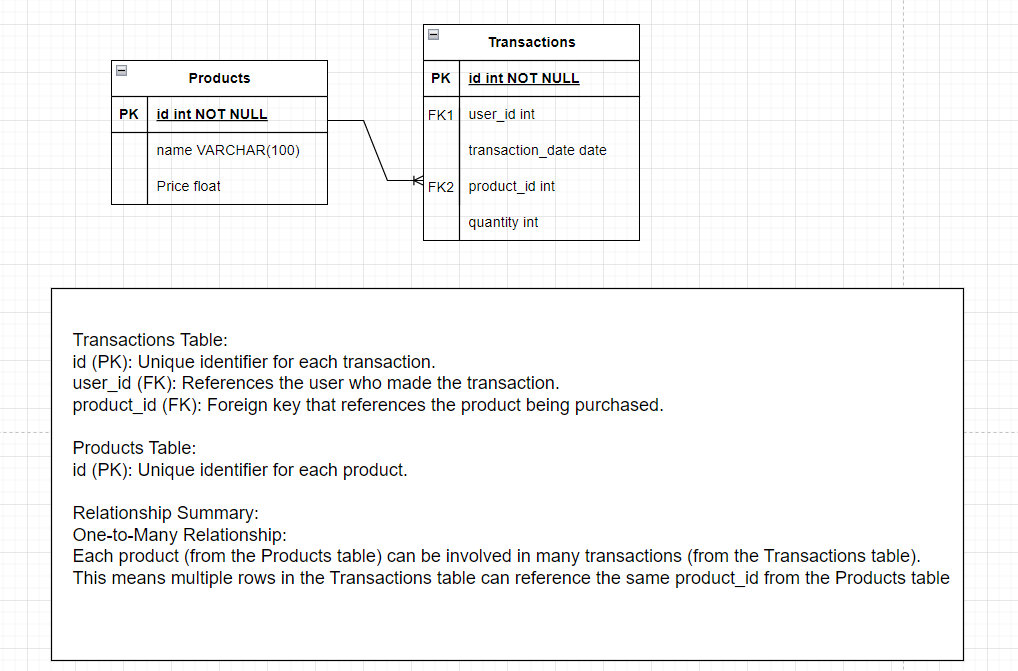 Products
PK id int NOT NULL
name VARCHAR(100)
Price float
Transactions
PK id int NOT NULL
FK1 user_id int
transaction_date date
FK2 product_id int
quantity int
Transactions Table:
id (PK): Unique identifier for each transaction.
user_id (FK): References the user who made the transaction.
product_id (FK): Foreign key that references the product being purchased.
Products Table:
id (PK): Unique identifier for each product.
Relationship Summary:
One-to-Many Relationship:
Each product (from the Products table) can be involved in many transactions (from the Transactions table).
This means multiple rows in the Transactions table can reference the same product_id from the Products table